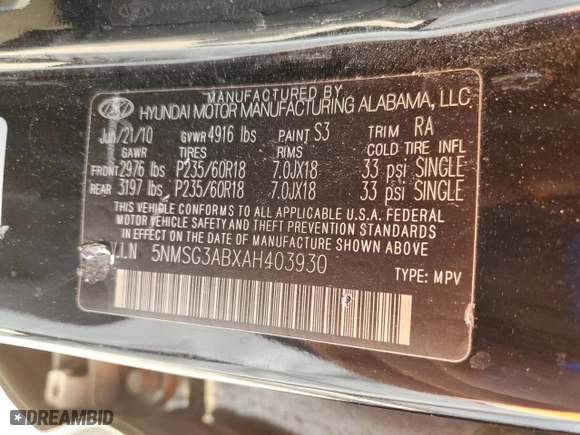 MANUFACTURED BY
HYUNDAI MOTOR MANUFACTURING ALABAMA, LLC
Jun/21/10 GVWR 4916 lbs PAINT S3 TRIM RA
GAWR TIRES RIMS COLD TIRE INFL
FRONT 2976 lbs P235/60R18 7.0JX18 33 psi SINGLE
REAR 3197 lbs P235/60R18 7.0JX18 33 psi SINGLE
THIS VEHICLE CONFORMS TO ALL APPLICABLE U.S.A. FEDERAL
MOTOR VEHICLE SAFETY AND THEFT PREVENTION STANDARDS
IN EFFECT ON THE DATE OF MANUFACTURE SHOWN ABOVE.
V.I.N 5NMSG3ABXAH403930
TYPE: MPV
DREAMBID